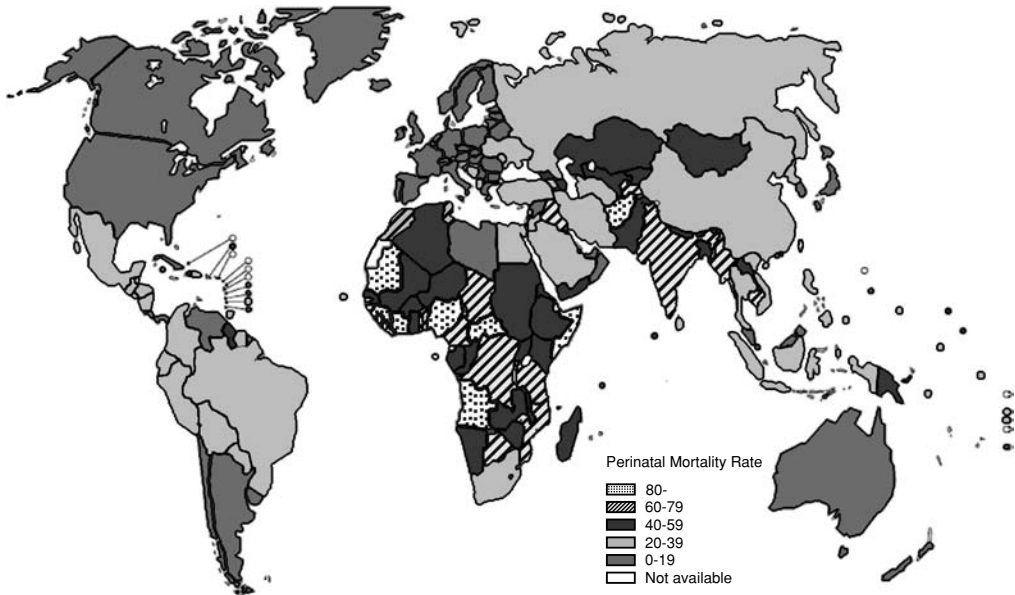 Perinatal Mortality Rate
80-
60-79
40-59
20-39
0-19
Not available